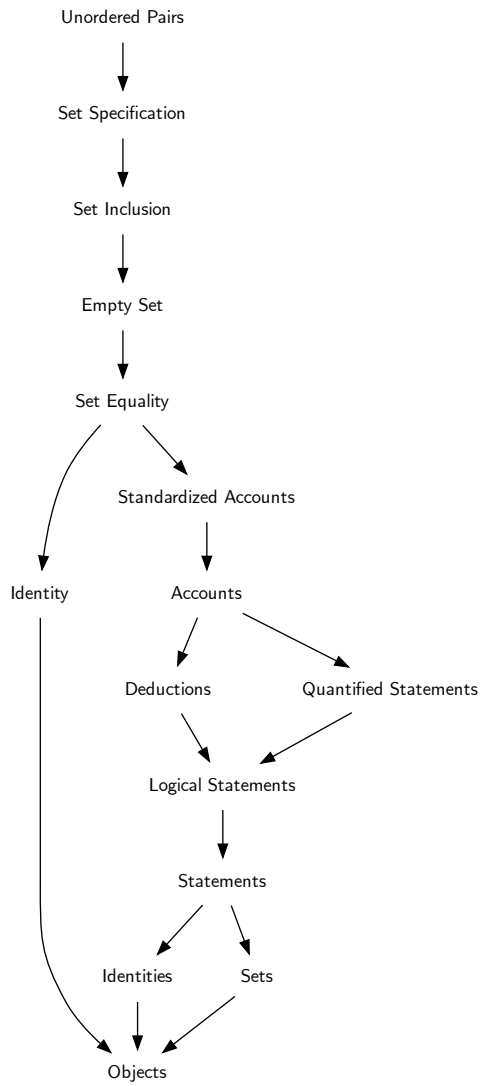 Unordered Pairs
Set Specification
Set Inclusion
Empty Set
Set Equality
Standardized Accounts
Identity
Accounts
Deductions
Quantified Statements
Logical Statements
Statements
Identities
Sets
Objects